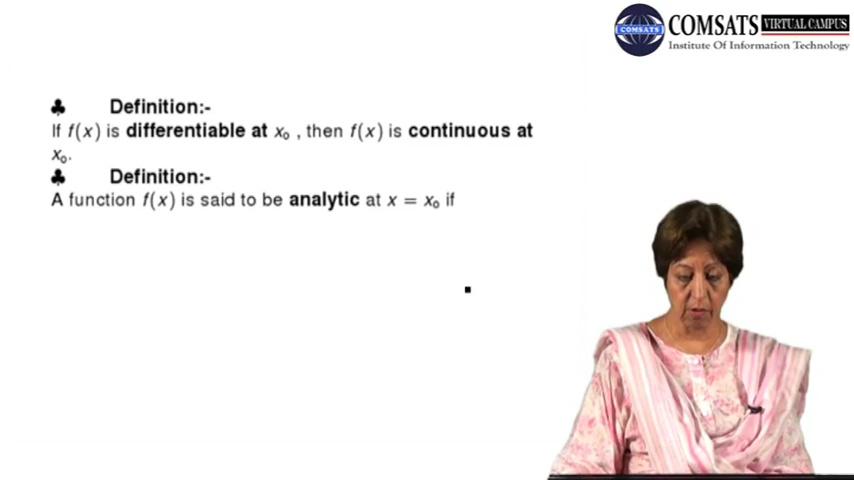 COMSATS VIRTUAL CAMPUS
COMSATS
Institute Of Information Technology
♣ Definition:-
If f(x) is differentiable at x₀ , then f(x) is continuous at
x₀.
♣ Definition:-
A function f(x) is said to be analytic at x = x₀ if